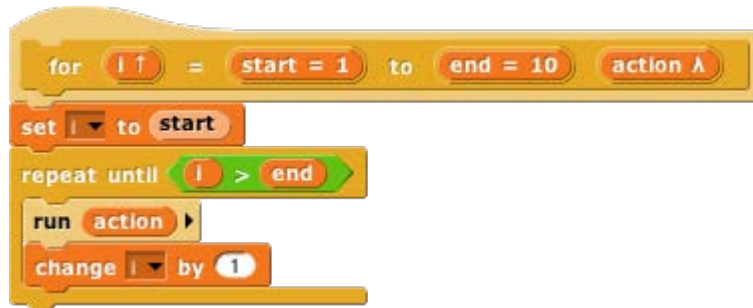 for i ↑ = start = 1 to end = 10 action λ
set i to start
repeat until i > end
run action
change i by 1